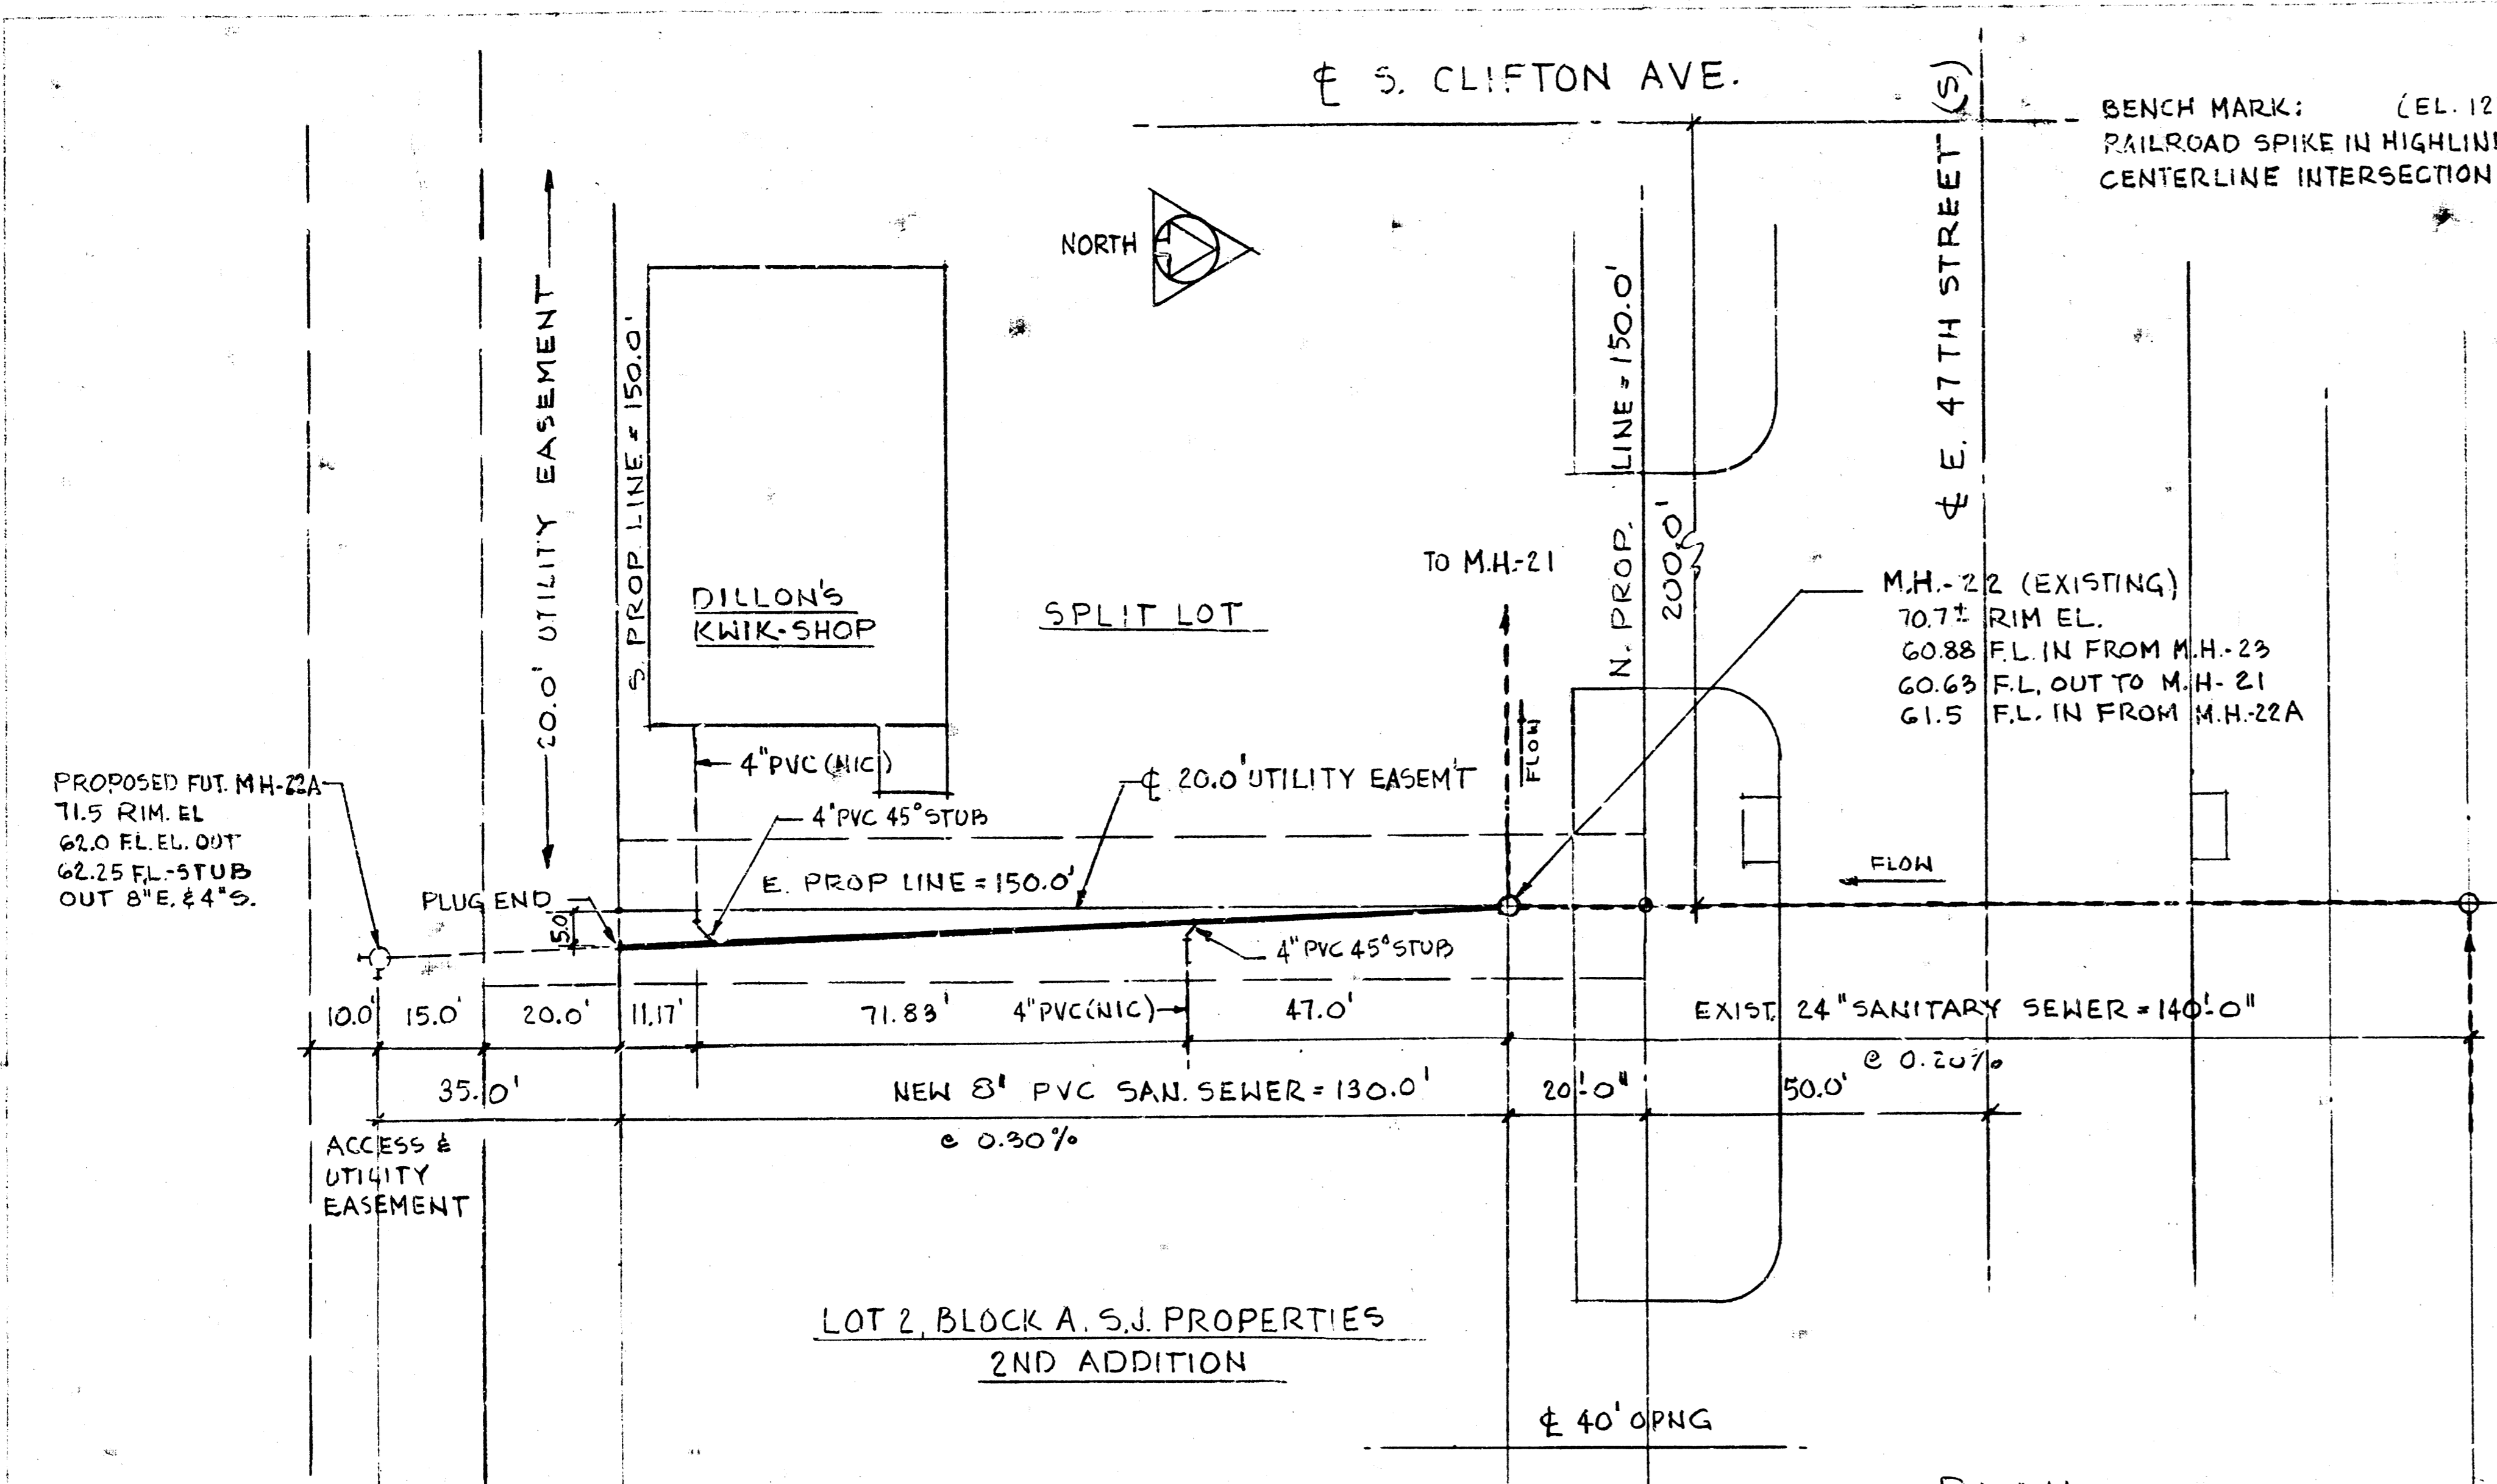 ℄ S. CLIFTON AVE.
BENCH MARK: (EL. 12
RAILROAD SPIKE IN HIGHLIN
CENTERLINE INTERSECTION
℄ E. 47TH STREET (S)
NORTH
20.0' UTILITY EASEMENT
S. PROP. LINE = 150.0'
N. PROP. LINE = 150.0'
200.0'
DILLON'S
KWIK-SHOP
SPLIT LOT
TO M.H.-21
FLOW
M.H.-22 (EXISTING)
70.7± RIM EL.
60.88 F.L. IN FROM M.H.-23
60.63 F.L. OUT TO M.H-21
61.5 F.L. IN FROM M.H.-22A
4" PVC (NIC)
4" PVC 45° STUB
℄ 20.0' UTILITY EASEM'T
PROPOSED FUT. MH-22A
71.5 RIM. EL
62.0 F.L. EL. OUT
62.25 F.L.-STUB
OUT 8" E. & 4" S.
PLUG END
5.0
E. PROP LINE = 150.0'
FLOW
4" PVC 45° STUB
10.0' 15.0' 20.0' 11.17' 71.83' 4" PVC (NIC) 47.0'
EXIST. 24" SANITARY SEWER = 140'-0"
@ 0.20%
35.0' NEW 8" PVC SAN. SEWER = 130.0' 20'-0" 50.0'
@ 0.30%
ACCESS &
UTILITY
EASEMENT
LOT 2, BLOCK A. S.J. PROPERTIES
2ND ADDITION
℄ 40' OPNG